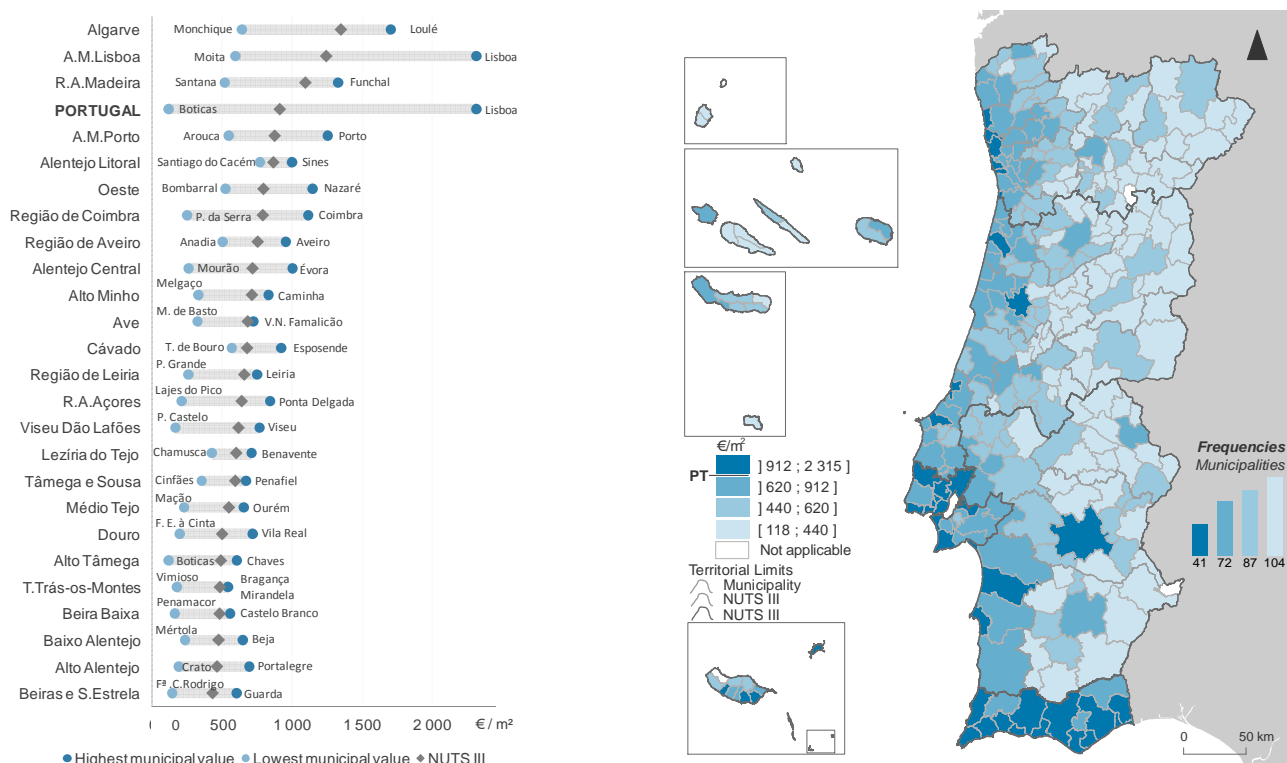 Algarve
Monchique
Loulé
A.M.Lisboa
Moita
Lisboa
R.A.Madeira
Santana
Funchal
PORTUGAL
Boticas
Lisboa
A.M.Porto
Arouca
Porto
Alentejo Litoral
Santiago do Cacém
Sines
Oeste
Bombarral
Nazaré
Região de Coimbra
P. da Serra
Coimbra
Região de Aveiro
Anadia
Aveiro
Alentejo Central
Mourão
Évora
Alto Minho
Melgaço
Caminha
Ave
M. de Basto
V.N. Famalicão
Cávado
T. de Bouro
Esposende
Região de Leiria
P. Grande
Leiria
R.A.Açores
Lajes do Pico
Ponta Delgada
Viseu Dão Lafões
P. Castelo
Viseu
Lezíria do Tejo
Chamusca
Benavente
Tâmega e Sousa
Cinfães
Penafiel
Médio Tejo
Mação
Ourém
Douro
F. E. à Cinta
Vila Real
Alto Tâmega
Boticas
Chaves
T.Trás-os-Montes
Vimioso
Bragança
Mirandela
Beira Baixa
Penamacor
Castelo Branco
Baixo Alentejo
Mértola
Beja
Alto Alentejo
Crato
Portalegre
Beiras e S.Estrela
Fª .C.Rodrigo
Guarda
0 500 1000 1500 2 000 € / m²
Highest municipal value Lowest municipal value NUTS III
€/m²
PT
] 912 ; 2 315 ]
] 620 ; 912 ]
] 440 ; 620 ]
[ 118 ; 440 ]
Not applicable
Territorial Limits
Municipality
NUTS III
NUTS III
Frequencies
Municipalities
41 72 87 104
0 50 km